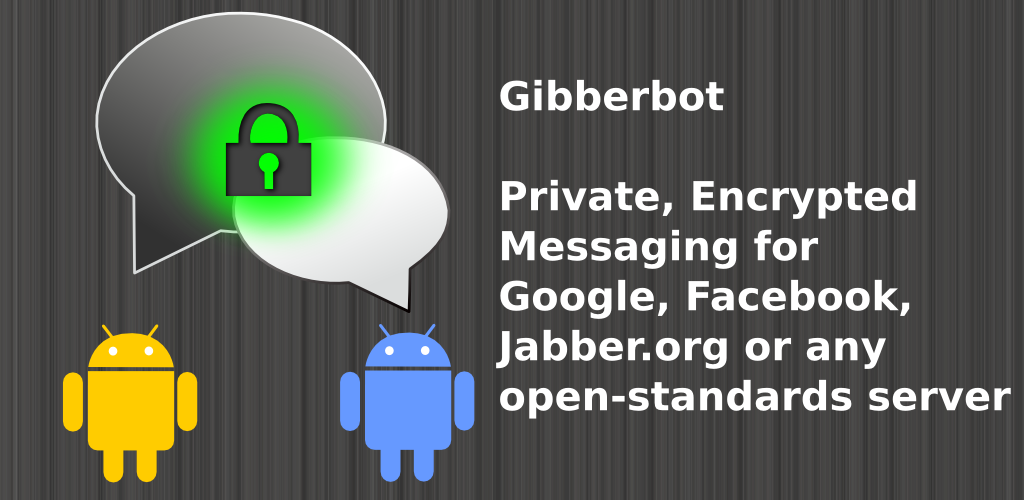 Gibberbot
Private, Encrypted
Messaging for
Google, Facebook,
Jabber.org or any
open-standards server